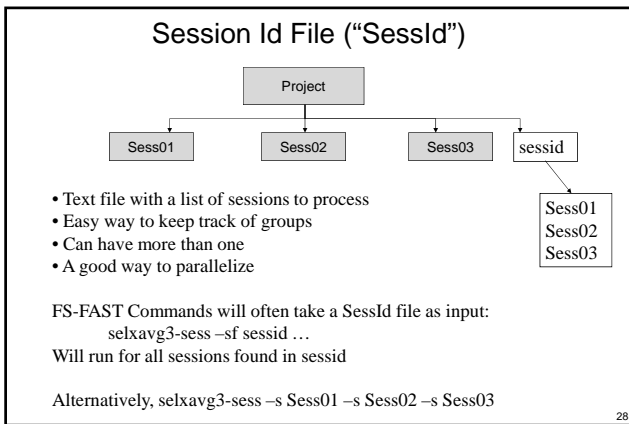 Session Id File (“SessId”)
Project
Sess01
Sess02
Sess03
sessid
Sess01
Sess02
Sess03
• Text file with a list of sessions to process
• Easy way to keep track of groups
• Can have more than one
• A good way to parallelize
FS-FAST Commands will often take a SessId file as input:
selxavg3-sess –sf sessid …
Will run for all sessions found in sessid
Alternatively, selxavg3-sess –s Sess01 –s Sess02 –s Sess03
28